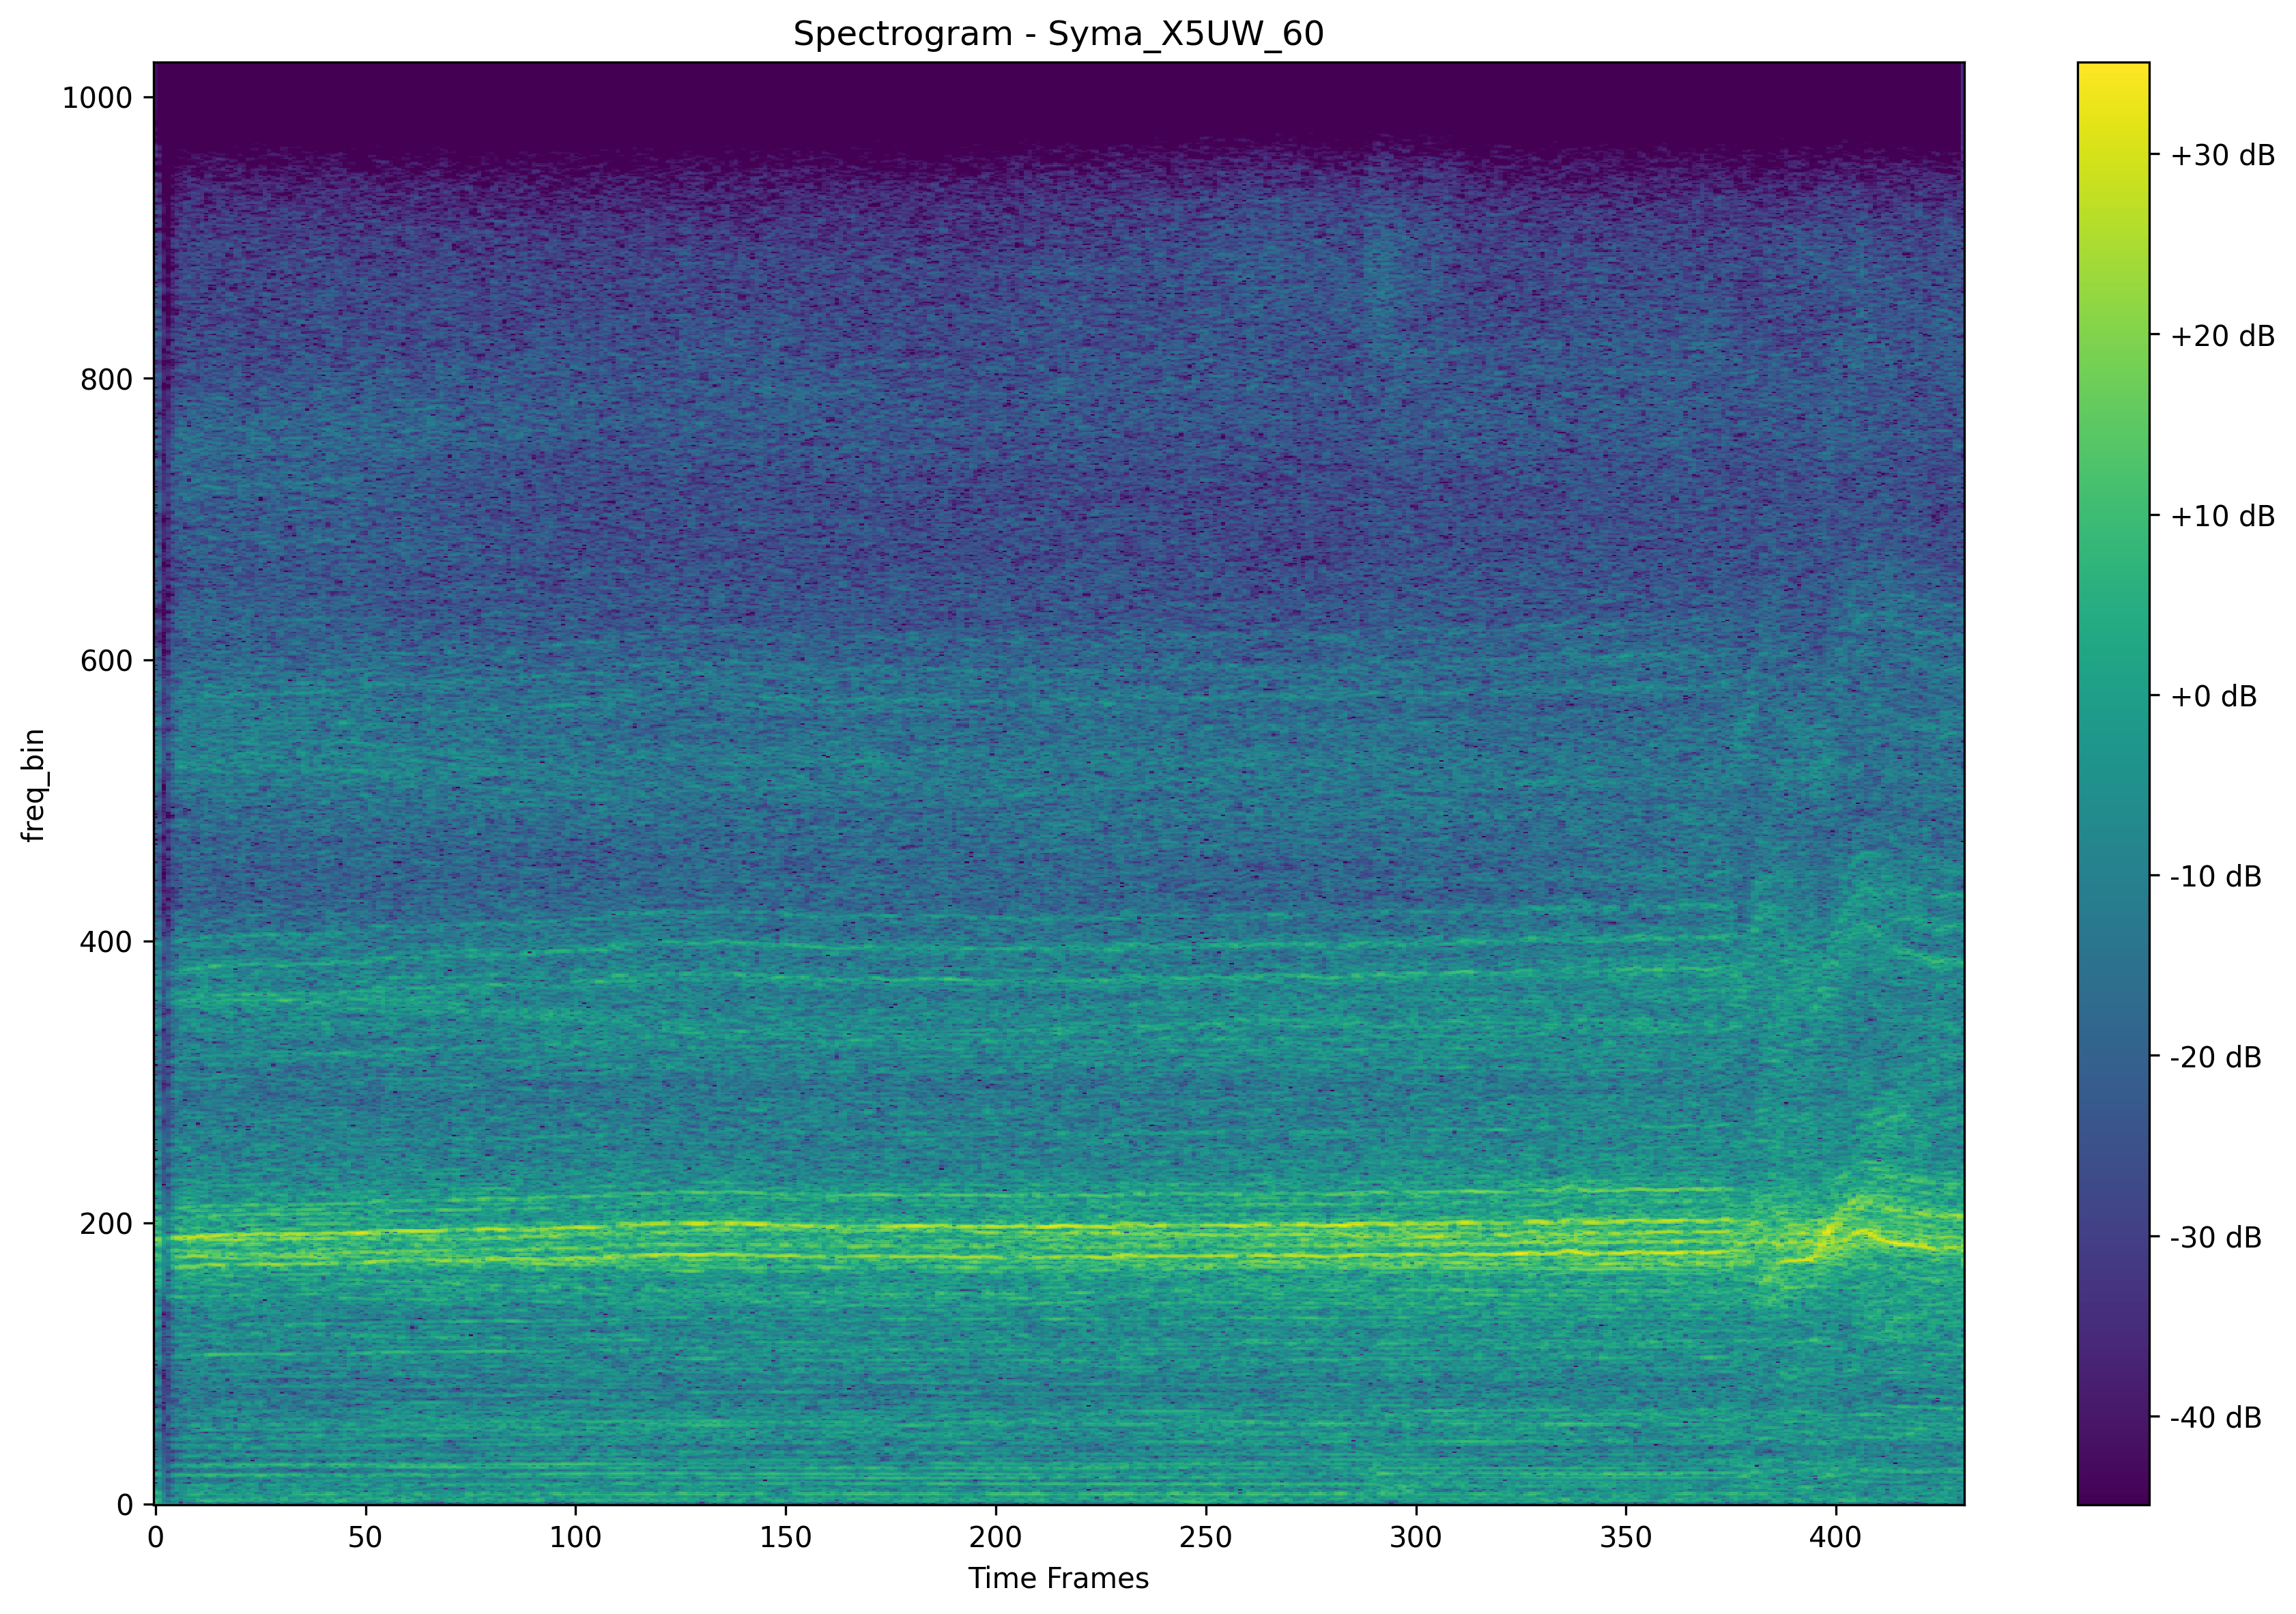 Spectrogram - Syma_X5UW_60
1000
800
600
400
200
0
freq_bin
0 50 100 150 200 250 300 350 400
Time Frames
+30 dB
+20 dB
+10 dB
+0 dB
-10 dB
-20 dB
-30 dB
-40 dB